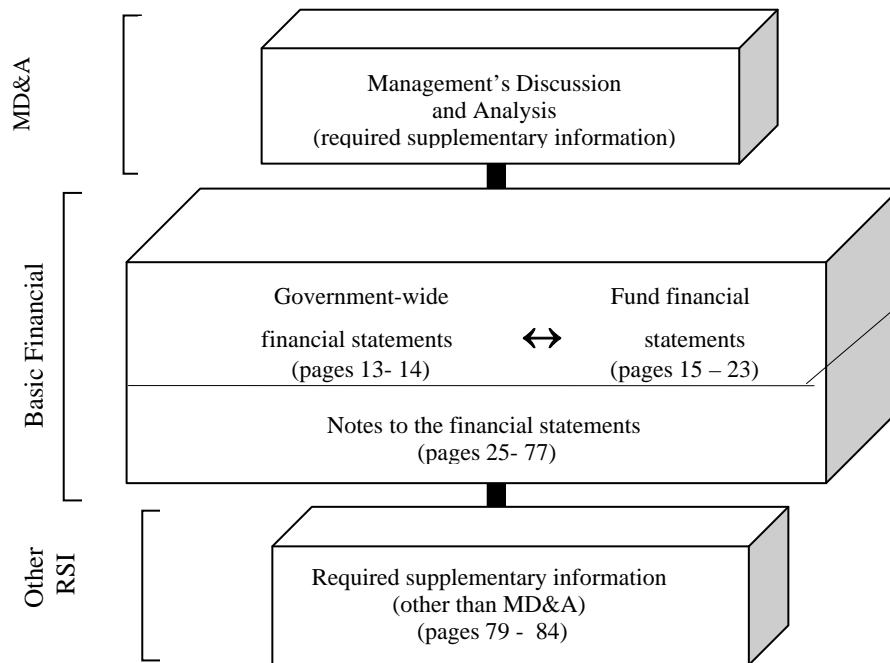 MD&A
Management’s Discussion
and Analysis
(required supplementary information)
Basic Financial
Government-wide
financial statements
(pages 13- 14)
Fund financial
statements
(pages 15 – 23)
↔
Notes to the financial statements
(pages 25- 77)
Other
RSI
Required supplementary information
(other than MD&A)
(pages 79 - 84)